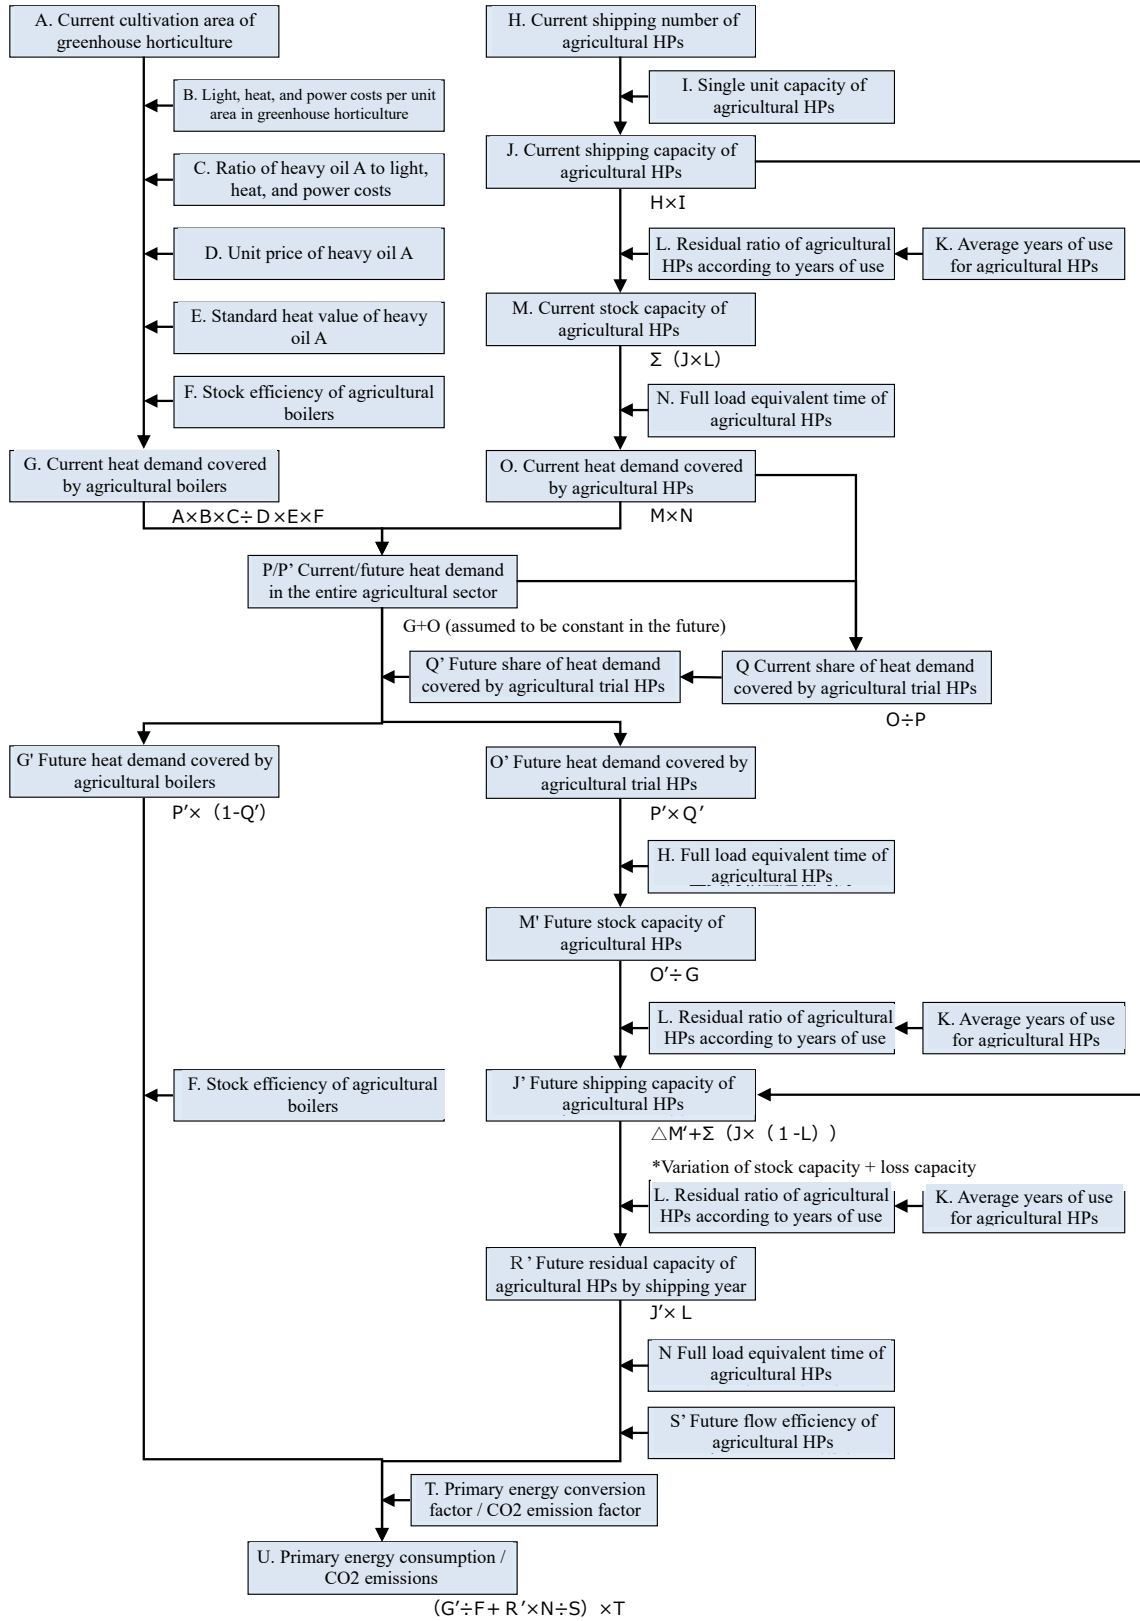 A. Current cultivation area of
greenhouse horticulture
B. Light, heat, and power costs per unit
area in greenhouse horticulture
C. Ratio of heavy oil A to light,
heat, and power costs
D. Unit price of heavy oil A
E. Standard heat value of heavy
oil A
F. Stock efficiency of agricultural
boilers
G. Current heat demand covered
by agricultural boilers
A×B×C÷D×E×F
H. Current shipping number of
agricultural HPs
I. Single unit capacity of
agricultural HPs
J. Current shipping capacity of
agricultural HPs
H×I
L. Residual ratio of agricultural
HPs according to years of use
K. Average years of use
for agricultural HPs
M. Current stock capacity of
agricultural HPs
Σ（J×L）
N. Full load equivalent time of
agricultural HPs
O. Current heat demand covered
by agricultural HPs
M×N
P/P’ Current/future heat demand
in the entire agricultural sector
G+O (assumed to be constant in the future)
Q’ Future share of heat demand
covered by agricultural trial HPs
Q Current share of heat demand
covered by agricultural trial HPs
O÷P
G' Future heat demand covered by
agricultural boilers
P′×（1-Q′）
O’ Future heat demand covered by
agricultural trial HPs
P′×Q′
H. Full load equivalent time of
agricultural HPs
M' Future stock capacity of
agricultural HPs
O′÷G
L. Residual ratio of agricultural
HPs according to years of use
K. Average years of use
for agricultural HPs
F. Stock efficiency of agricultural
boilers
J’ Future shipping capacity of
agricultural HPs
△M‘+Σ（J×（１-L））
*Variation of stock capacity + loss capacity
L. Residual ratio of agricultural
HPs according to years of use
K. Average years of use
for agricultural HPs
R’ Future residual capacity of
agricultural HPs by shipping year
J′×L
N Full load equivalent time of
agricultural HPs
S’ Future flow efficiency of
agricultural HPs
T. Primary energy conversion
factor / CO2 emission factor
U. Primary energy consumption /
CO2 emissions
（G′÷F+R′×N÷S）×T